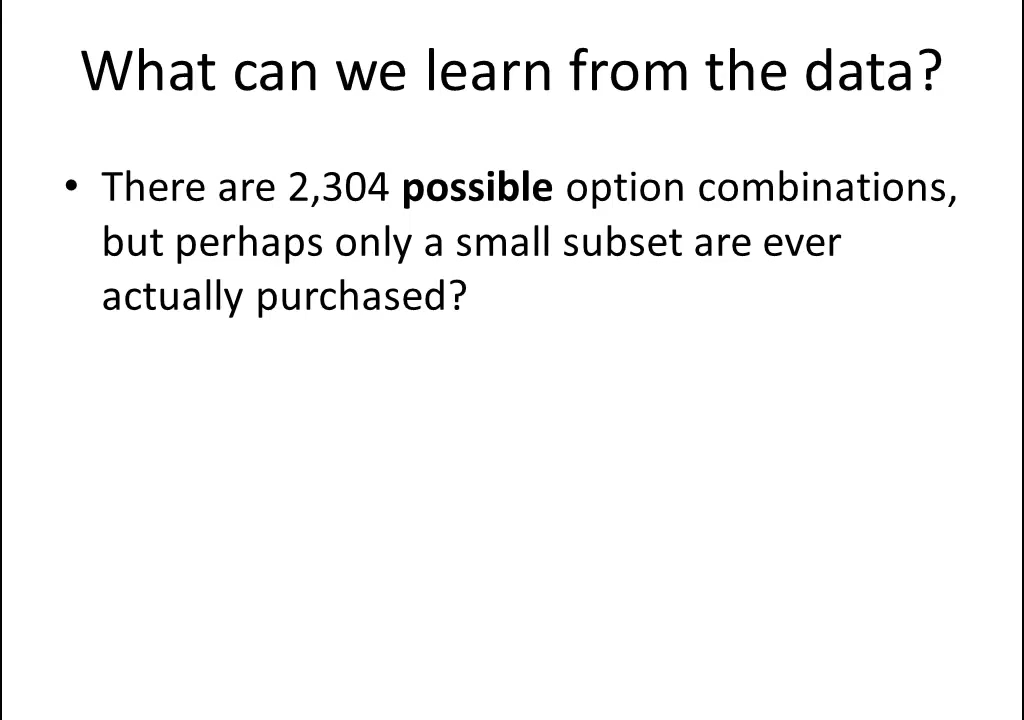 What can we learn from the data?
• There are 2,304 possible option combinations,
but perhaps only a small subset are ever
actually purchased?